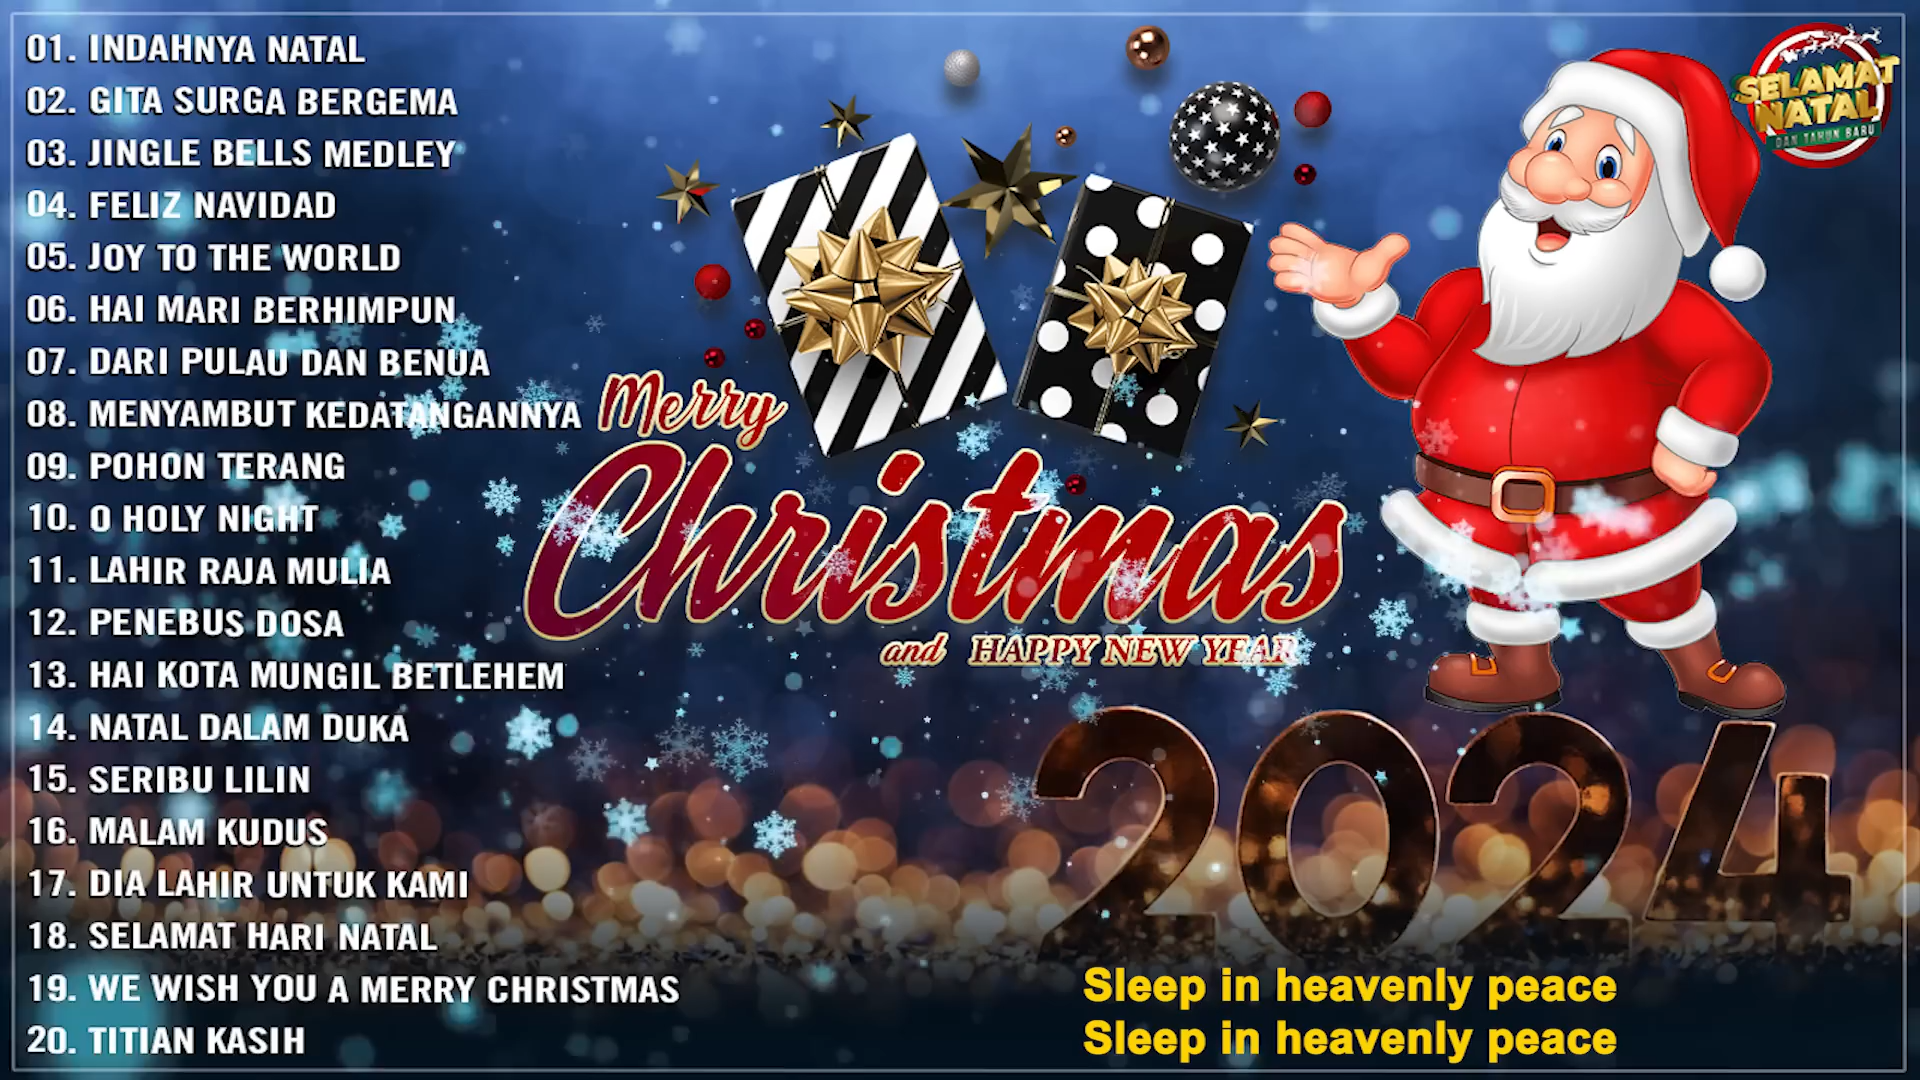 01. INDAHNYA NATAL
02. GITA SURGA BERGEMA
03. JINGLE BELLS MEDLEY
04. FELIZ NAVIDAD
05. JOY TO THE WORLD
06. HAI MARI BERHIMPUN
07. DARI PULAU DAN BENUA
08. MENYAMBUT KEDATANGANNYA
09. POHON TERANG
10. O HOLY NIGHT
11. LAHIR RAJA MULIA
12. PENEBUS DOSA
13. HAI KOTA MUNGIL BETLEHEM
14. NATAL DALAM DUKA
15. SERIBU LILIN
16. MALAM KUDUS
17. DIA LAHIR UNTUK KAMI
18. SELAMAT HARI NATAL
19. WE WISH YOU A MERRY CHRISTMAS
20. TITIAN KASIH
Merry
Christmas
and HAPPY NEW YEAR
2024
SELAMAT
NATAL
DAN TAHUN BARU
Sleep in heavenly peace
Sleep in heavenly peace